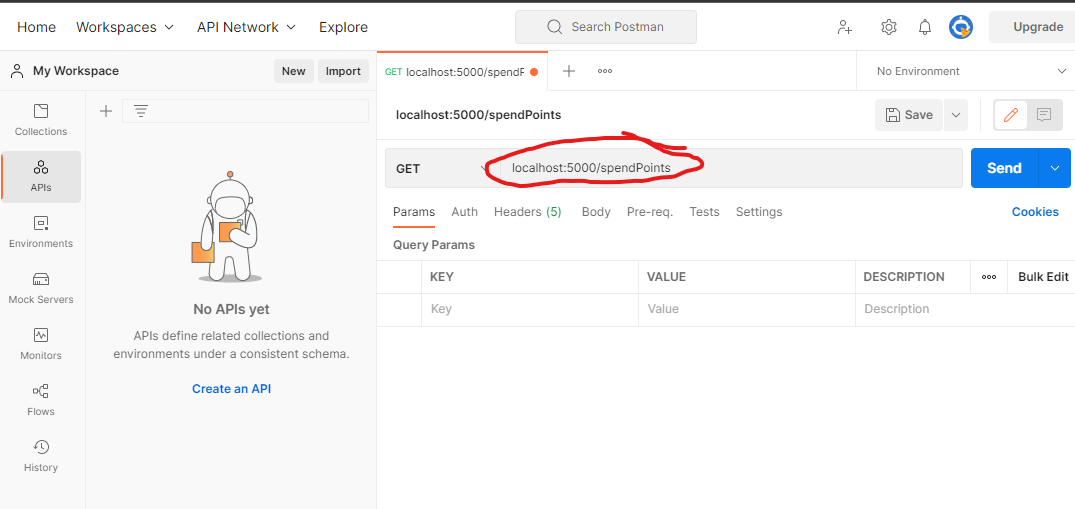 Home Workspaces API Network Explore Search Postman Upgrade
My Workspace New Import GET localhost:5000/spendF No Environment
Collections
APIs
Environments
Mock Servers
Monitors
Flows
History
No APIs yet
APIs define related collections and
environments under a consistent schema.
Create an API
localhost:5000/spendPoints Save
GET localhost:5000/spendPoints Send
Params Auth Headers (5) Body Pre-req. Tests Settings Cookies
Query Params
KEY VALUE DESCRIPTION Bulk Edit
Key Value Description